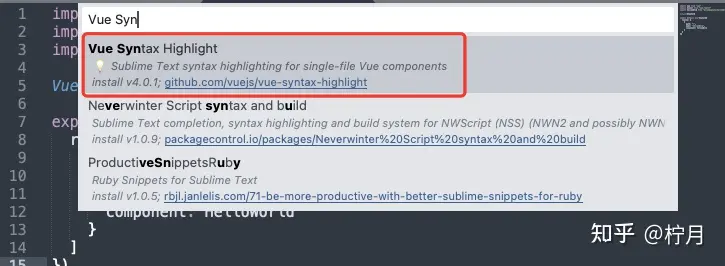 Vue Syn
Vue Syntax Highlight
💡 Sublime Text syntax highlighting for single-file Vue components
install v4.0.1; github.com/vuejs/vue-syntax-highlight
Neverwinter Script syntax and build
Sublime Text completion, syntax highlighting and build system for NWScript (NSS) (NWN2 and possibly NWN
install v1.0.9; packagecontrol.io/packages/Neverwinter%20Script%20syntax%20and%20build
ProductiveSnippetsRuby
Ruby Snippets for Sublime Text
install v1.0.5; rbjl.janlelis.com/71-be-more-productive-with-better-sublime-snippets-for-ruby
1
2 im
3 im
4
5 Vue
6
7 exp
8 r
9
10
11
12 component: HelloWorld
13 }
14 ]
15 })
知乎 @柠月